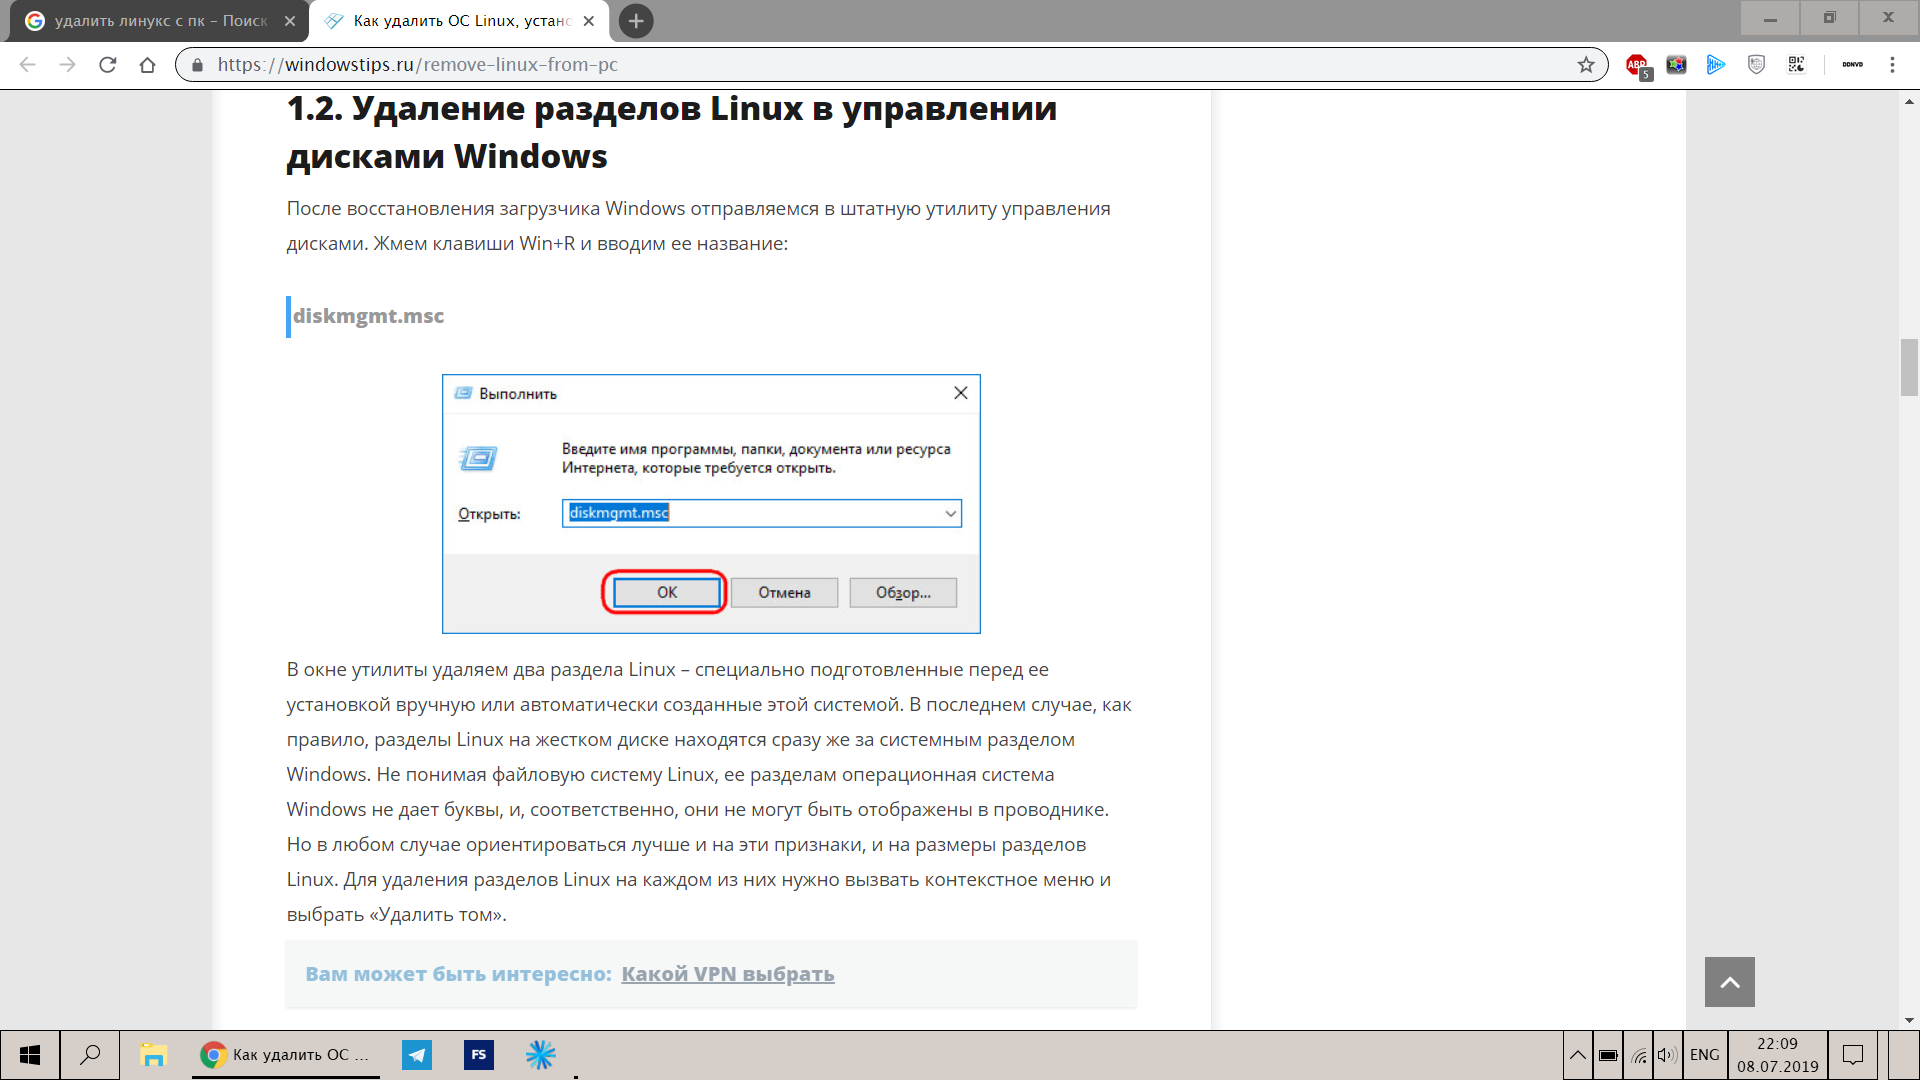 удалить линукс с пк – Поиск
Как удалить ОС Linux, устано
https://windowstips.ru/remove-linux-from-pc
ABP
5
DDNVD
1.2. Удаление разделов Linux в управлении
дисками Windows
После восстановления загрузчика Windows отправляемся в штатную утилиту управления
дисками. Жмем клавиши Win+R и вводим ее название:
diskmgmt.msc
Выполнить
Введите имя программы, папки, документа или ресурса
Интернета, которые требуется открыть.
Открыть:
diskmgmt.msc
ОК
Отмена
Обзор...
В окне утилиты удаляем два раздела Linux – специально подготовленные перед ее
установкой вручную или автоматически созданные этой системой. В последнем случае, как
правило, разделы Linux на жестком диске находятся сразу же за системным разделом
Windows. Не понимая файловую систему Linux, ее разделам операционная система
Windows не дает буквы, и, соответственно, они не могут быть отображены в проводнике.
Но в любом случае ориентироваться лучше и на эти признаки, и на размеры разделов
Linux. Для удаления разделов Linux на каждом из них нужно вызвать контекстное меню и
выбрать «Удалить том».
Вам может быть интересно: Какой VPN выбрать
Как удалить ОС ...
FS
ENG
22:09
08.07.2019